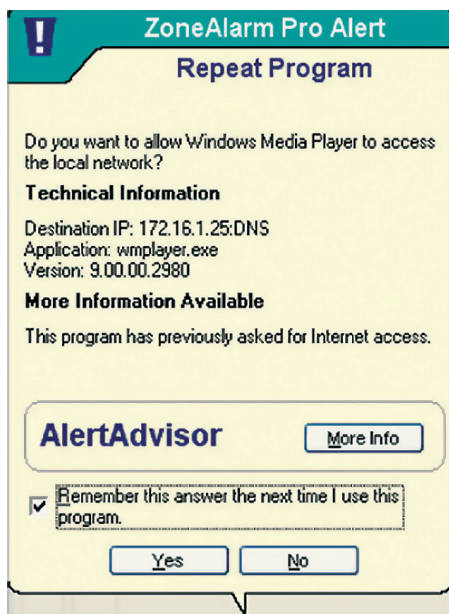 !
ZoneAlarm Pro Alert
Repeat Program
Do you want to allow Windows Media Player to access
the local network?
Technical Information
Destination IP: 172.16.1.25:DNS
Application: wmplayer.exe
Version: 9.00.00.2980
More Information Available
This program has previously asked for Internet access.
AlertAdvisor
More Info
Remember this answer the next time I use this
program.
Yes
No